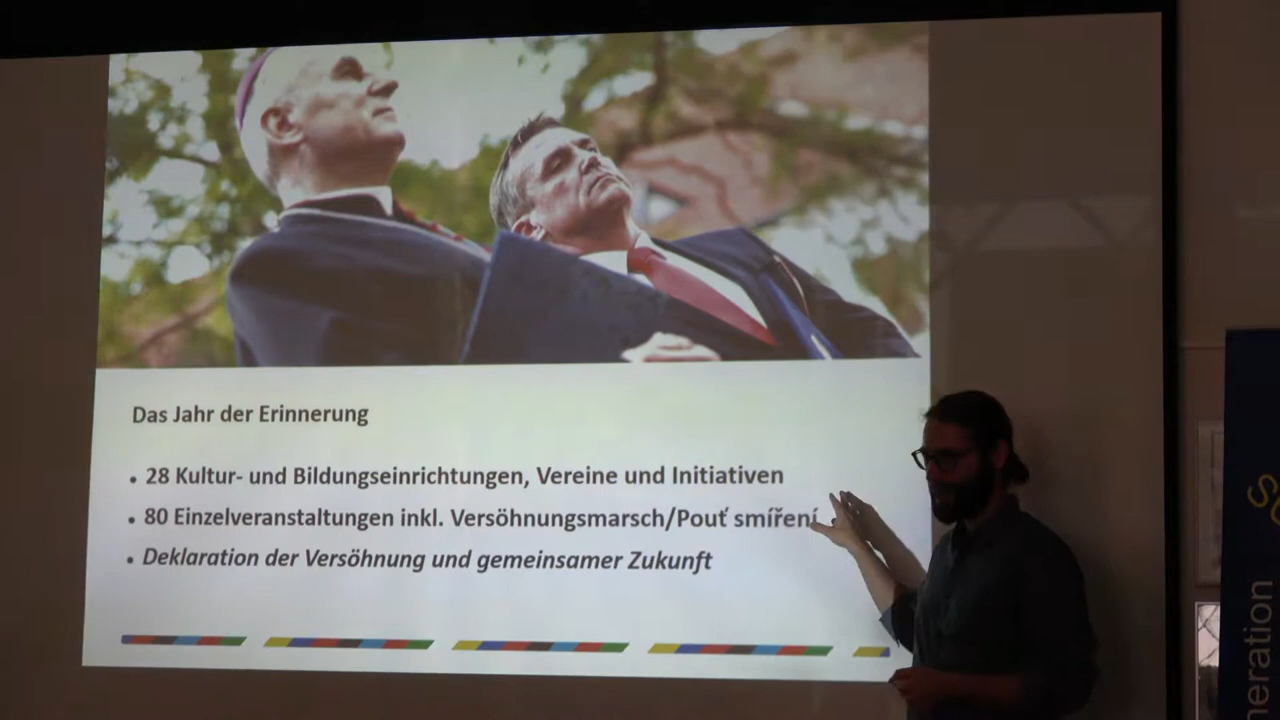 Das Jahr der Erinnerung
• 28 Kultur- und Bildungseinrichtungen, Vereine und Initiativen
• 80 Einzelveranstaltungen inkl. Versöhnungsmarsch/Pouť smíření
• Deklaration der Versöhnung und gemeinsamer Zukunft
neration